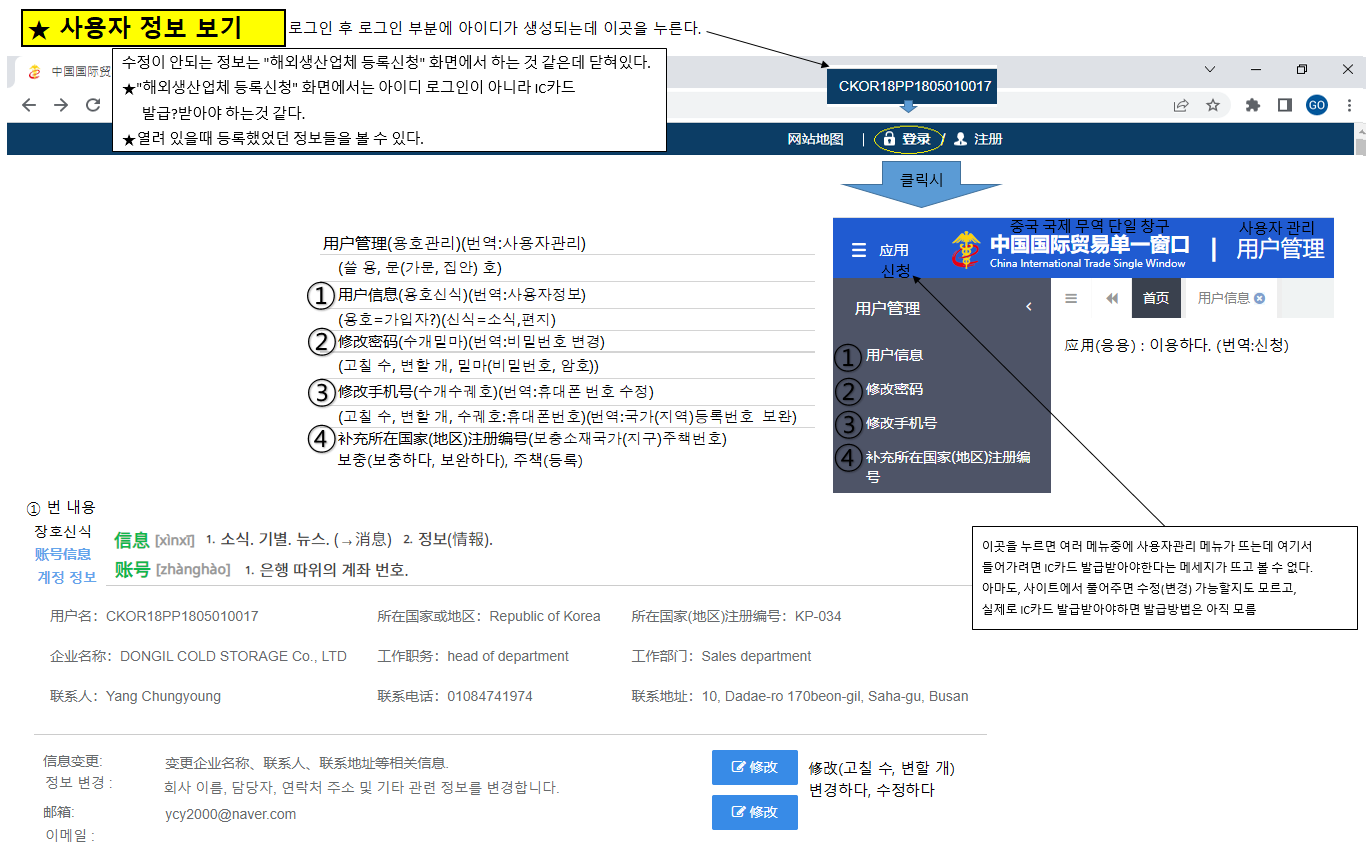 ★ 사용자 정보 보기
로그인 후 로그인 부분에 아이디가 생성되는데 이곳을 누른다.
中国国际贸
수정이 안되는 정보는 "해외생산업체 등록신청" 화면에서 하는 것 같은데 닫혀있다.
★"해외생산업체 등록신청" 화면에서는 아이디 로그인이 아니라 IC카드
발급?받아야 하는것 같다.
★열려 있을때 등록했었던 정보들을 볼 수 있다.
CKOR18PP1805010017
GO
网站地图 | 登录 / 注册
클릭시
중국 국제 무역 단일 창구
사용자 관리
应用
신청
中国国际贸易单一窗口 | 用户管理
China International Trade Single Window
用户管理
首页
用户信息
① 用户信息
② 修改密码
③ 修改手机号
④ 补充所在国家(地区)注册编
号
应用(응용) : 이용하다. (번역:신청)
用户管理(용호관리)(번역:사용자관리)
(쓸 용, 문(가문, 집안) 호)
① 用户信息(용호신식)(번역:사용자정보)
(용호=가입자?)(신식=소식,편지)
② 修改密码(수개밀마)(번역:비밀번호 변경)
(고칠 수, 변할 개, 밀마(비밀번호, 암호))
③ 修改手机号(수개수궤호)(번역:휴대폰 번호 수정)
(고칠 수, 변할 개, 수궤호:휴대폰번호)(번역:국가(지역)등록번호 보완)
④ 补充所在国家(地区)注册编号(보충소재국가(지구)주책번호)
보충(보충하다, 보완하다), 주책(등록)
이곳을 누르면 여러 메뉴중에 사용자관리 메뉴가 뜨는데 여기서
들어가려면 IC카드 발급받아야한다는 메세지가 뜨고 볼 수 없다.
아마도, 사이트에서 풀어주면 수정(변경) 가능할지도 모르고,
실제로 IC카드 발급받아야하면 발급방법은 아직 모름
① 번 내용
장호신식
账号信息
계정 정보
信息 [xìnxī] 1. 소식. 기별. 뉴스. (→消息) 2. 정보(情報).
账号 [zhànghào] 1. 은행 따위의 계좌 번호.
用户名： CKOR18PP1805010017
所在国家或地区： Republic of Korea
所在国家(地区)注册编号： KP-034
企业名称： DONGIL COLD STORAGE Co., LTD
工作职务： head of department
工作部门： Sales department
联系人： Yang Chungyoung
联系电话： 01084741974
联系地址： 10, Dadae-ro 170beon-gil, Saha-gu, Busan
信息变更:
变更企业名称、联系人、联系地址等相关信息.
修改
정보 변경 :
회사 이름, 담당자, 연락처 주소 및 기타 관련 정보를 변경합니다.
修改(고칠 수, 변할 개)
변경하다, 수정하다
邮箱:
ycy2000@naver.com
修改
이메일 :